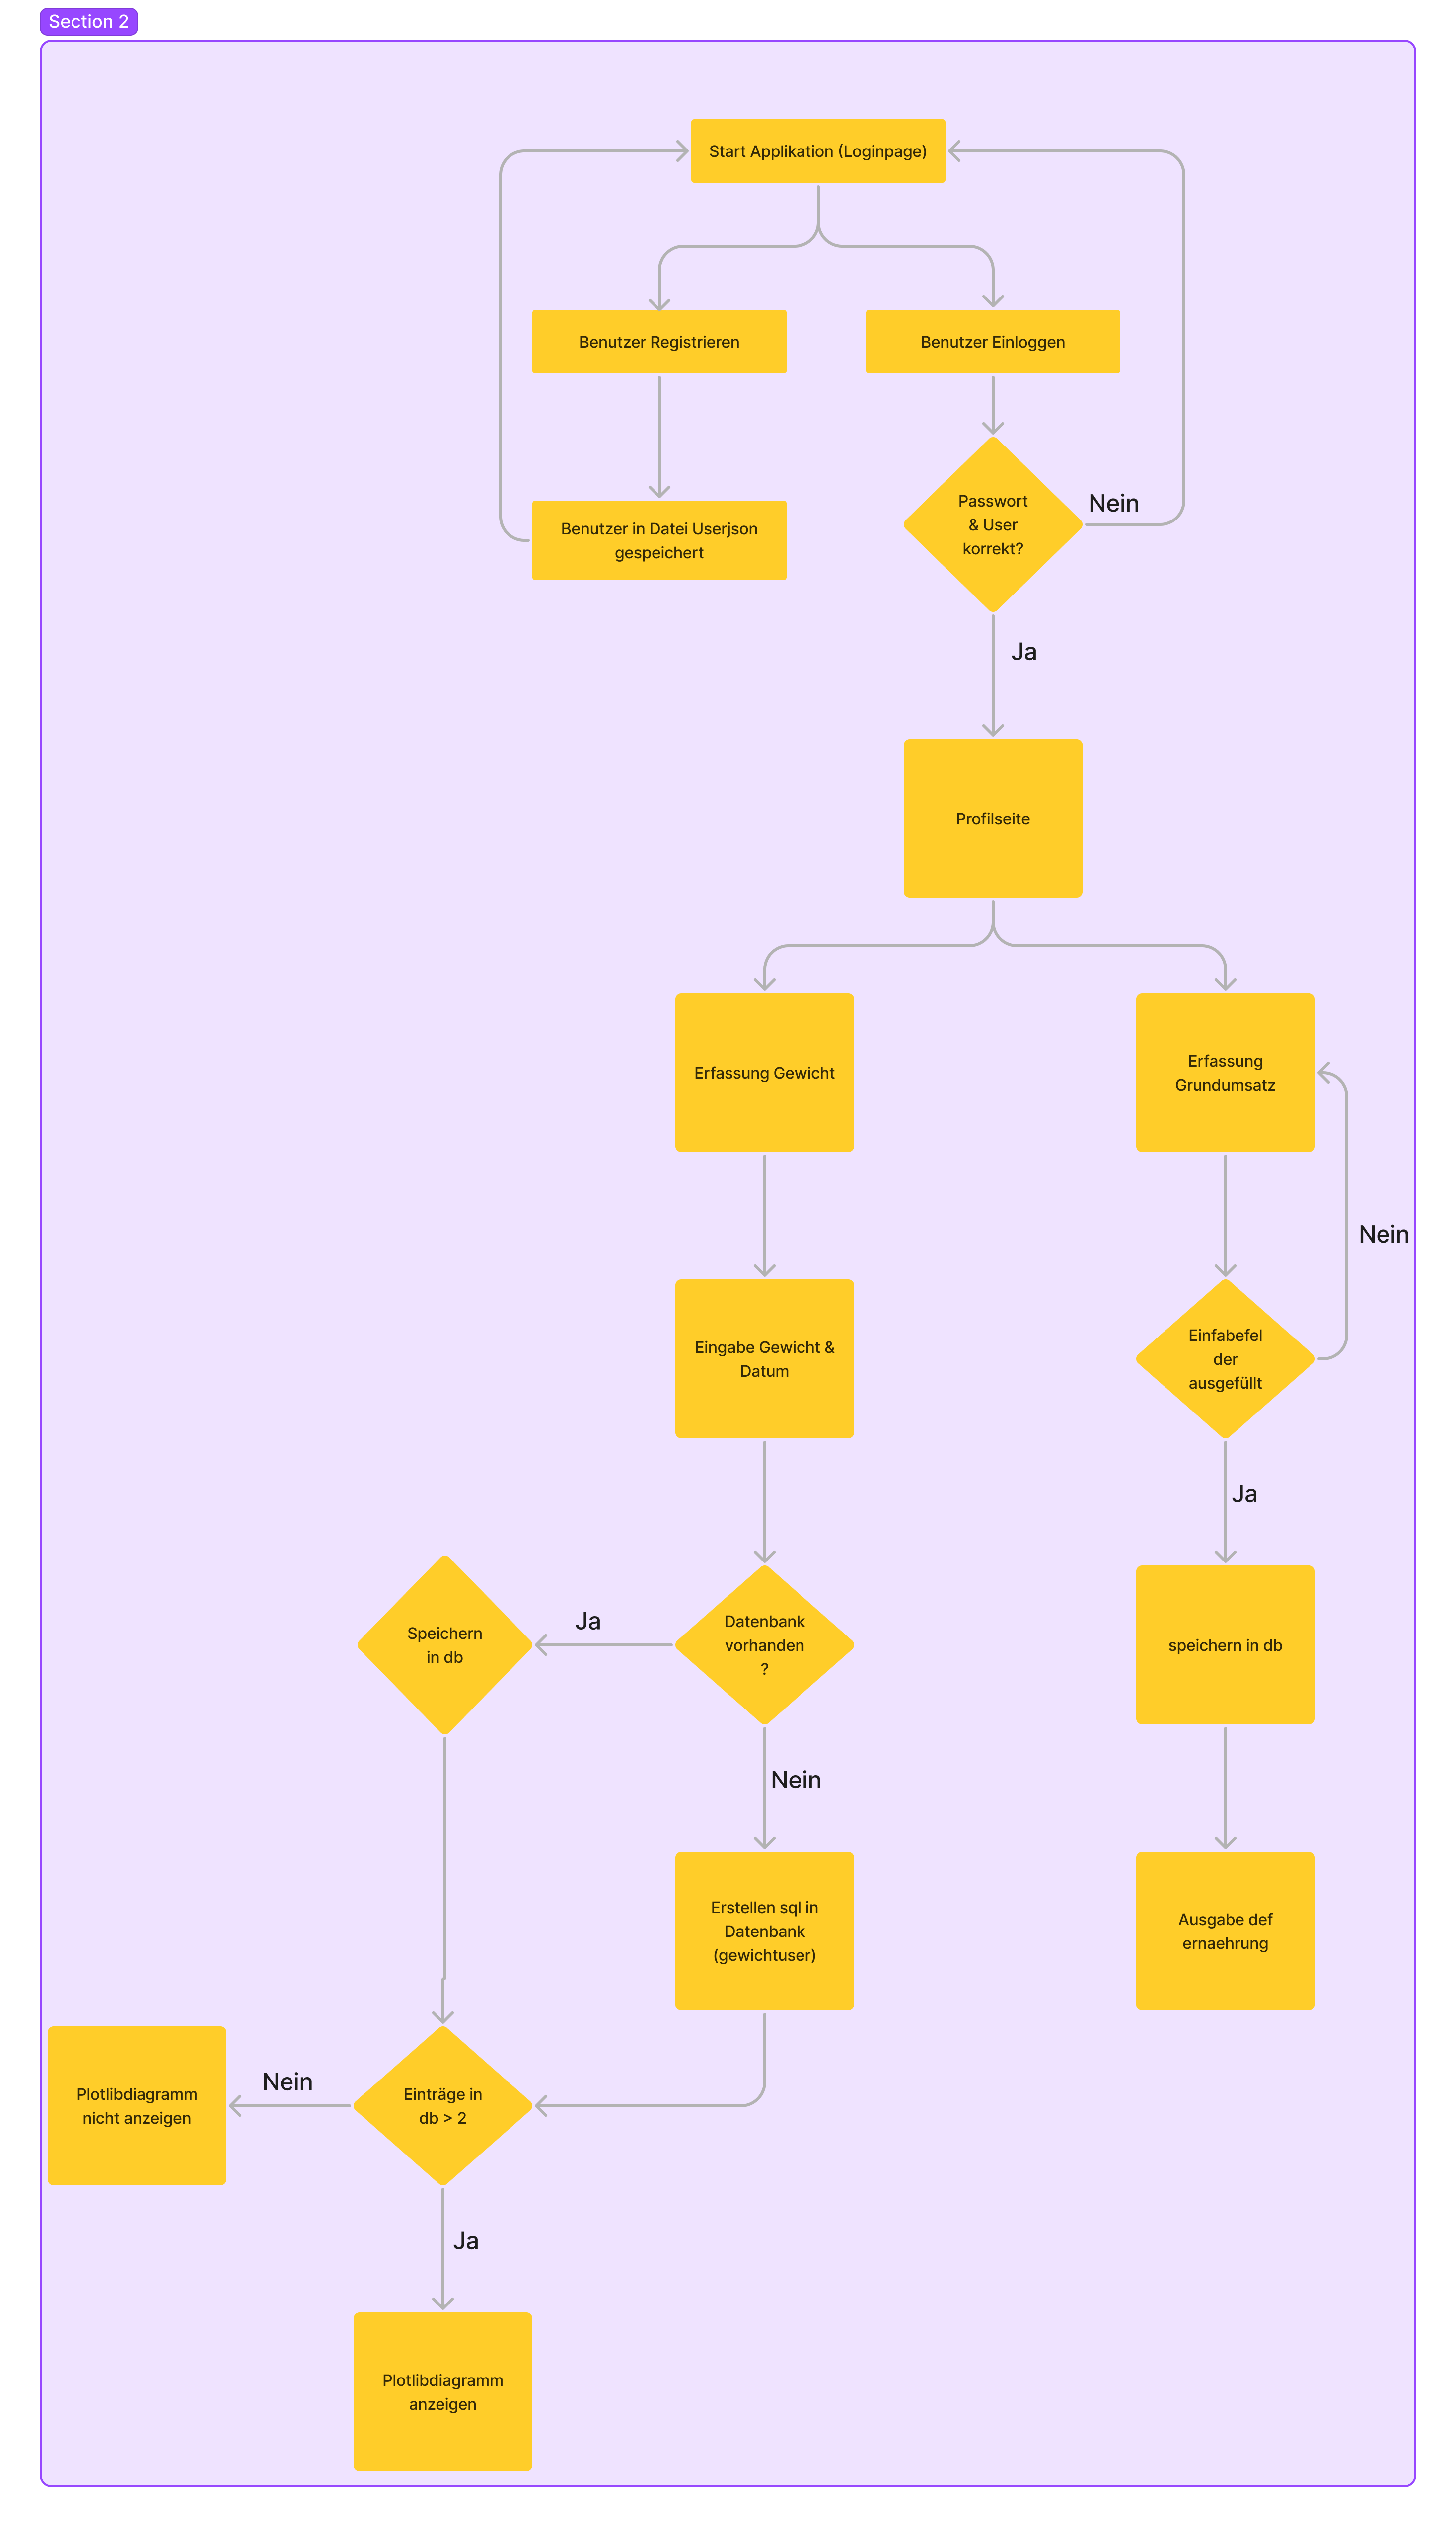 Section 2
Start Applikation (Loginpage)
Benutzer Registrieren
Benutzer Einloggen
Passwort
& User
korrekt?
Nein
Benutzer in Datei Userjson
gespeichert
Ja
Profilseite
Erfassung Gewicht
Erfassung
Grundumsatz
Nein
Eingabe Gewicht &
Datum
Einfabefel
der
ausgefüllt
Ja
Speichern
in db
Ja
Datenbank
vorhanden
?
speichern in db
Nein
Erstellen sql in
Datenbank
(gewichtuser)
Ausgabe def
ernaehrung
Plotlibdiagramm
nicht anzeigen
Nein
Einträge in
db > 2
Ja
Plotlibdiagramm
anzeigen